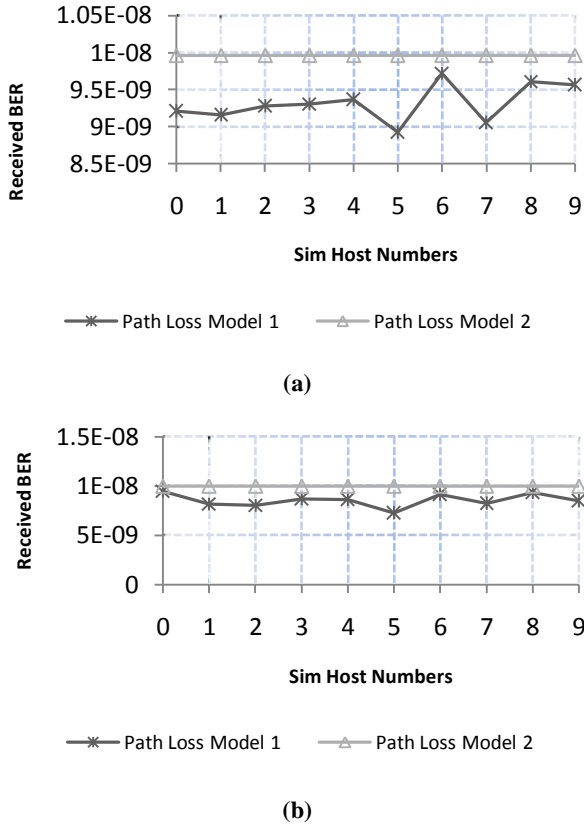 1.05E-08
1E-08
9.5E-09
9E-09
8.5E-09
Received BER
0 1 2 3 4 5 6 7 8 9
Sim Host Numbers
Path Loss Model 1 Path Loss Model 2
(a)
1.5E-08
1E-08
5E-09
0
Received BER
0 1 2 3 4 5 6 7 8 9
Sim Host Numbers
Path Loss Model 1 Path Loss Model 2
(b)